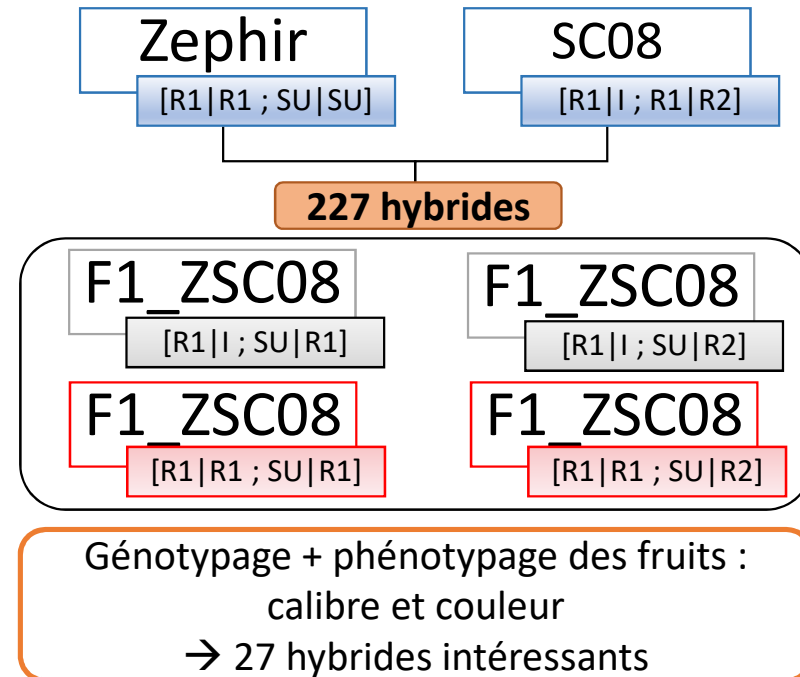 Zephir
[R1|R1 ; SU|SU]
SC08
[R1|I ; R1|R2]
227 hybrides
F1_ZSC08
[R1|I ; SU|R1]
F1_ZSC08
[R1|I ; SU|R2]
F1_ZSC08
[R1|R1 ; SU|R1]
F1_ZSC08
[R1|R1 ; SU|R2]
Génotypage + phénotypage des fruits :
calibre et couleur
→ 27 hybrides intéressants